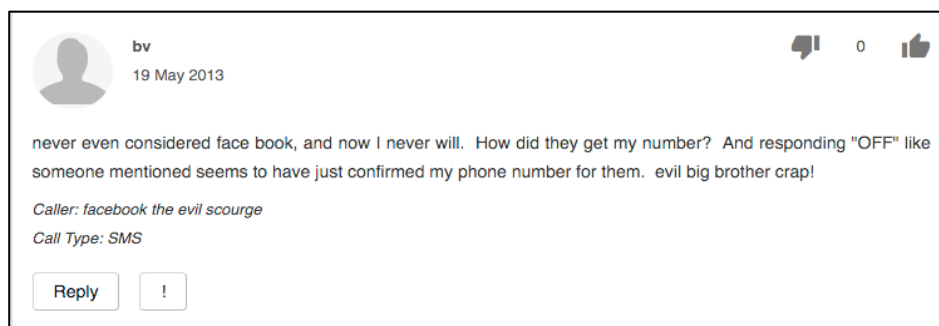 bv
0
19 May 2013
never even considered face book, and now I never will.  How did they get my number?  And responding "OFF" like
someone mentioned seems to have just confirmed my phone number for them.  evil big brother crap!
Caller: facebook the evil scourge
Call Type: SMS
Reply
!